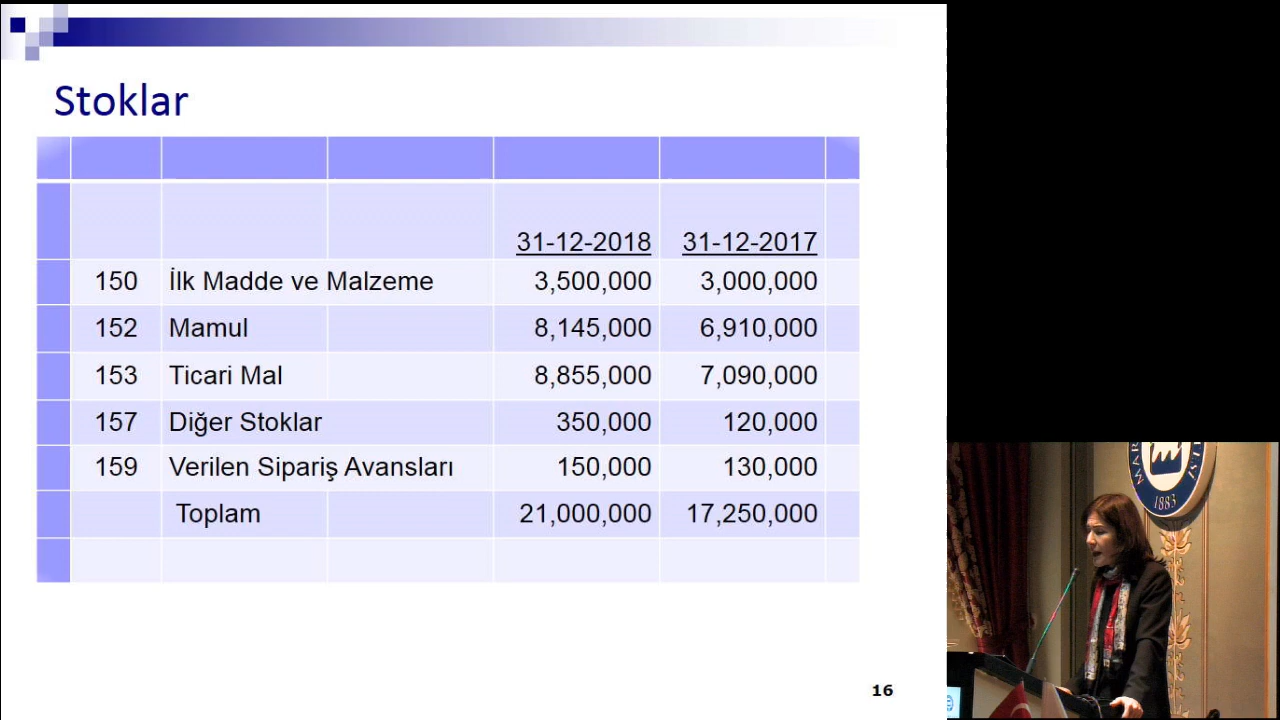 Stoklar
31-12-2018 31-12-2017
150 İlk Madde ve Malzeme 3,500,000 3,000,000
152 Mamul 8,145,000 6,910,000
153 Ticari Mal 8,855,000 7,090,000
157 Diğer Stoklar 350,000 120,000
159 Verilen Sipariş Avansları 150,000 130,000
Toplam 21,000,000 17,250,000
16
MAR
1883